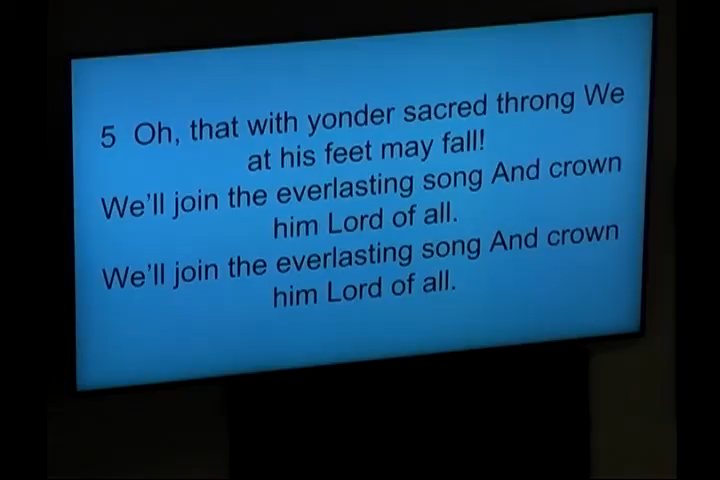 5 Oh, that with yonder sacred throng We
at his feet may fall!
We'll join the everlasting song And crown
him Lord of all.
We'll join the everlasting song And crown
him Lord of all.